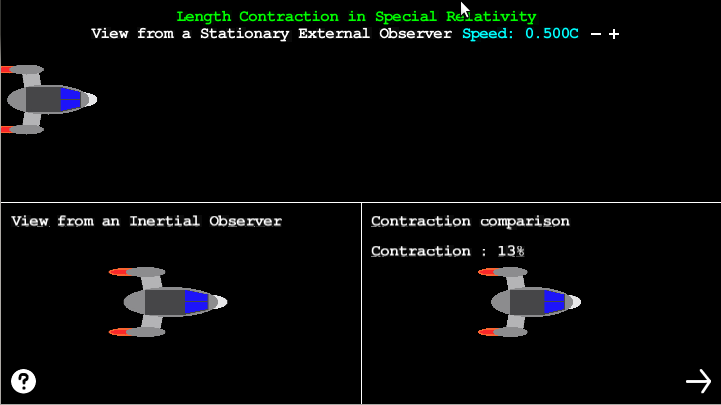 Length Contraction in Special Relativity
View from a Stationary External Observer Speed: 0.500C − +
View from an Inertial Observer
Contraction comparison
Contraction : 13%
?